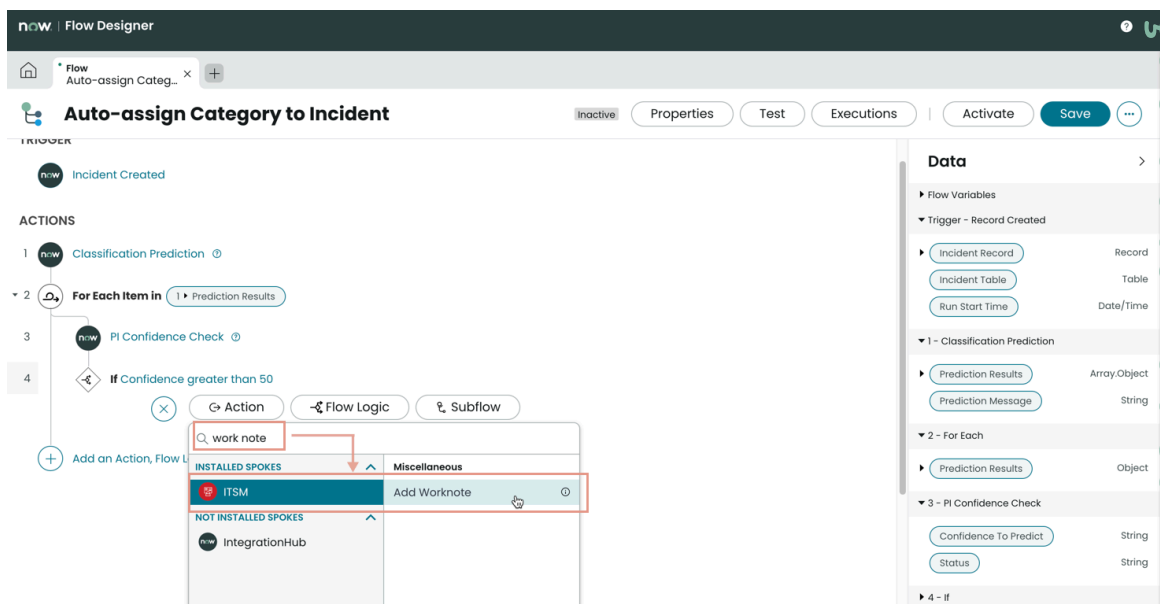 now. | Flow Designer
Flow
Auto-assign Categ...
Auto-assign Category to Incident
Inactive
Properties
Test
Executions
Activate
Save
TRIGGER
now
Incident Created
ACTIONS
1 now Classification Prediction
2 For Each Item in 1 Prediction Results
3 now PI Confidence Check
4 If Confidence greater than 50
Action
Flow Logic
Subflow
work note
Add an Action, Flow L
INSTALLED SPOKES
Miscellaneous
ITSM
Add Worknote
NOT INSTALLED SPOKES
now IntegrationHub
Data
Flow Variables
Trigger - Record Created
Incident Record Record
Incident Table Table
Run Start Time Date/Time
1 - Classification Prediction
Prediction Results Array.Object
Prediction Message String
2 - For Each
Prediction Results Object
3 - PI Confidence Check
Confidence To Predict String
Status String
4 - If